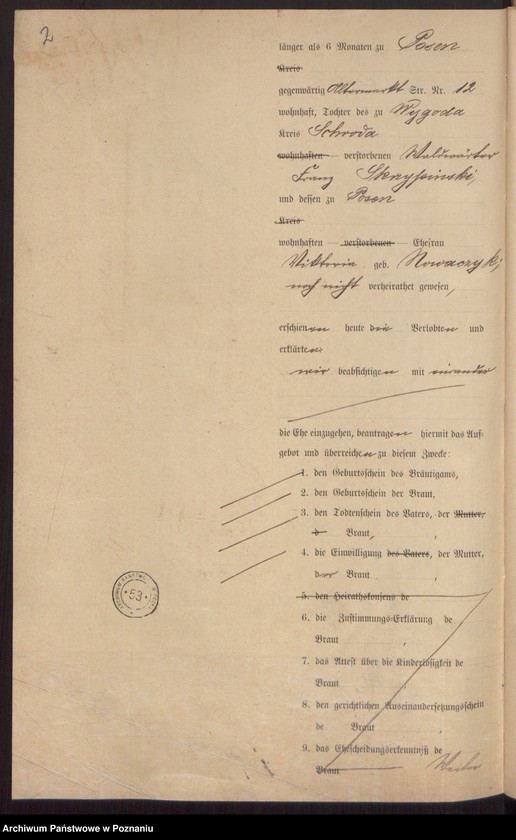 2
länger als 6 Monaten zu Posen
Kreis
gegenwärtig Altermarkt Str. Nr. 12
wohnhaft, Tochter des zu Wygoda
Kreis Schroda
wohnhaften verstorbenen Waldwärter
Franz
und dessen zu Posen
Kreis
wohnhaften verstorbenen Ehefrau
Viktoria geb. Nowaczyk,
noch nicht verheirathet gewesen,
erschienen heute die Verlobten und
erklärten
wir beabsichtigen mit einander
die Ehe einzugehen, beantragen hiermit das Auf-
gebot und überreichen zu diesem Zwecke:
1. den Geburtsschein des Bräutigams,
2. den Geburtsschein der Braut,
3. den Todtenschein des Vaters, der Mutter,
d Braut,
4. die Einwilligung des Vaters, der Mutter,
der Braut
5. den Heirathskonsens de
6. die Zustimmungs-Erklärung de
Braut
7. das Attest über die Kinderlosigkeit de
Braut
8. den gerichtlichen Auseinandersetzungsschein
de Braut
9. das Ehescheidungserkenntniß de
Braut
53
Archiwum Państwowe w Poznaniu